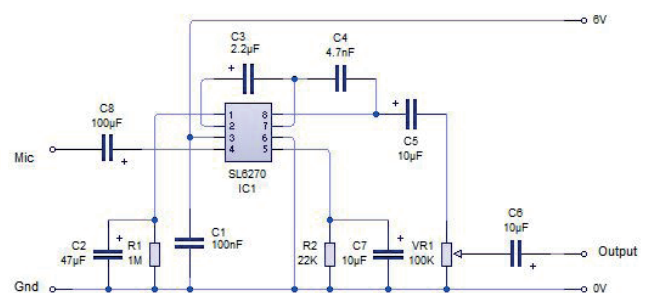 6V
C3
2.2µF
C4
4.7nF
C8
100µF
1
2
3
4
8
7
6
5
C5
10µF
Mic
SL6270
IC1
C2
47µF
R1
1M
C1
100nF
R2
22K
C7
10µF
VR1
100K
C6
10µF
Output
Gnd
0V